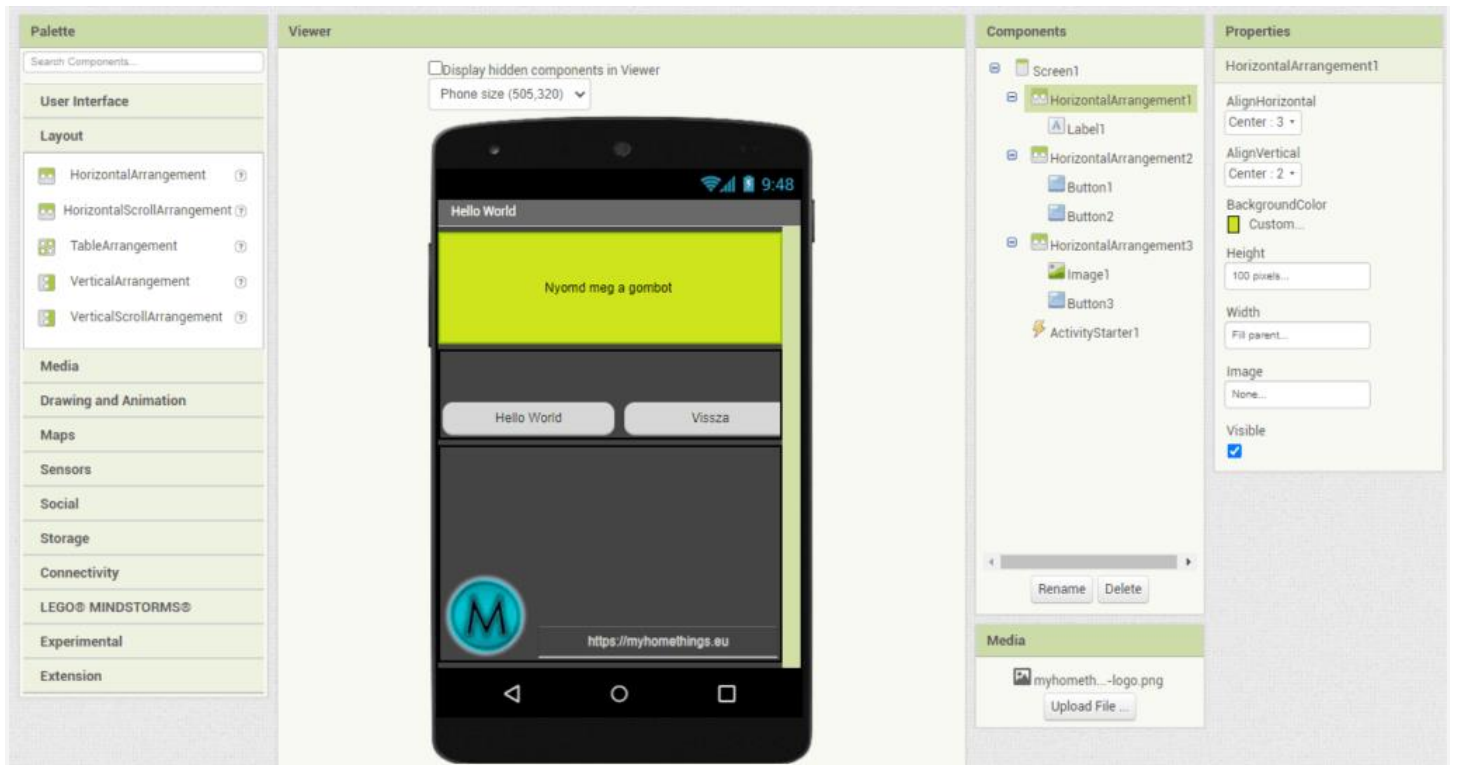 Palette
Search Components...
User Interface
Layout
HorizontalArrangement
HorizontalScrollArrangement
TableArrangement
VerticalArrangement
VerticalScrollArrangement
Media
Drawing and Animation
Maps
Sensors
Social
Storage
Connectivity
LEGO® MINDSTORMS®
Experimental
Extension
Viewer
Display hidden components in Viewer
Phone size (505,320)
9:48
Hello World
Nyomd meg a gombot
Hello World Vissza
M
https://myhomethings.eu
Components
Screen1
HorizontalArrangement1
A Label1
HorizontalArrangement2
Button1
Button2
HorizontalArrangement3
Image1
Button3
ActivityStarter1
Rename Delete
Media
myhometh...-logo.png
Upload File ...
Properties
HorizontalArrangement1
AlignHorizontal
Center : 3
AlignVertical
Center : 2
BackgroundColor
Custom...
Height
100 pixels...
Width
Fill parent...
Image
None...
Visible